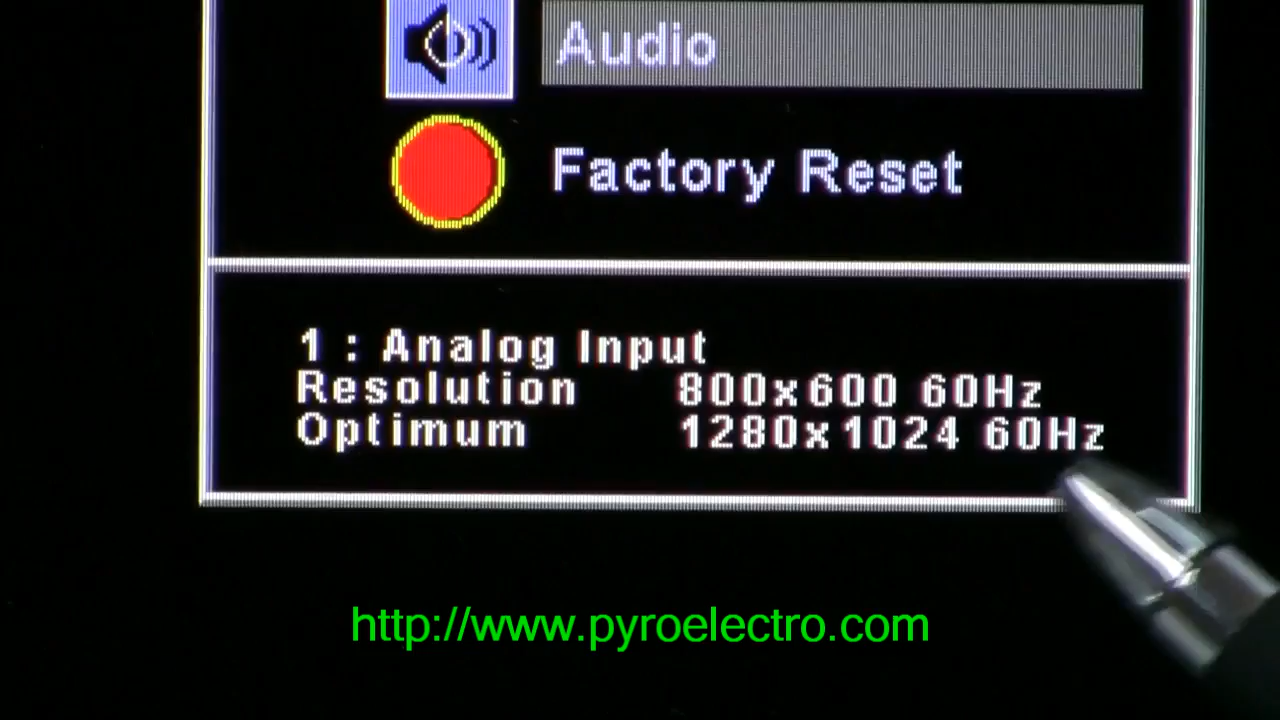 Audio
Factory Reset
1 : Analog Input
Resolution 800x600 60Hz
Optimum 1280x1024 60Hz
http://www.pyroelectro.com